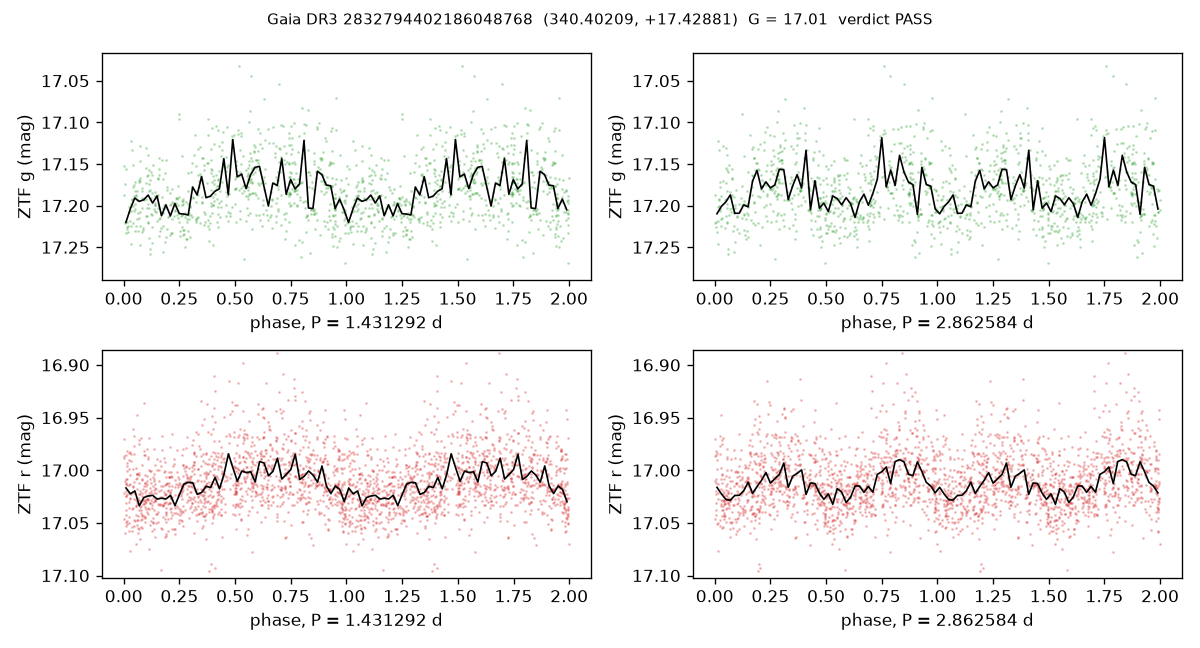 Gaia DR3 2832794402186048768 (340.40209, +17.42881) G = 17.01 verdict PASS
ZTF g (mag)
17.05
17.10
17.15
17.20
17.25
0.00 0.25 0.50 0.75 1.00 1.25 1.50 1.75 2.00
phase, P = 1.431292 d
ZTF g (mag)
17.05
17.10
17.15
17.20
17.25
0.00 0.25 0.50 0.75 1.00 1.25 1.50 1.75 2.00
phase, P = 2.862584 d
ZTF r (mag)
16.90
16.95
17.00
17.05
17.10
0.00 0.25 0.50 0.75 1.00 1.25 1.50 1.75 2.00
phase, P = 1.431292 d
ZTF r (mag)
16.90
16.95
17.00
17.05
17.10
0.00 0.25 0.50 0.75 1.00 1.25 1.50 1.75 2.00
phase, P = 2.862584 d